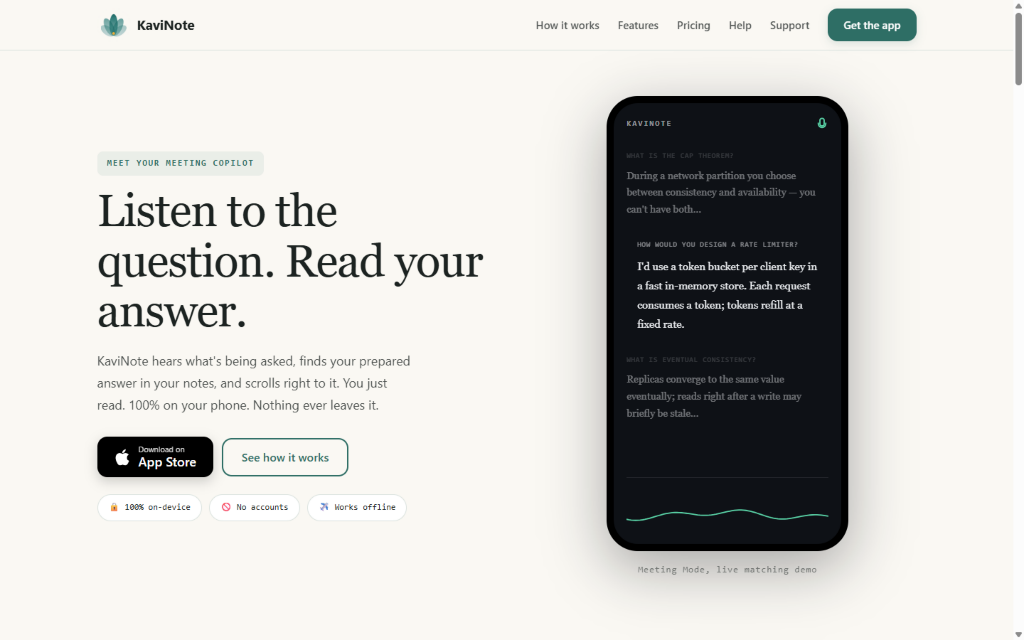 KaviNote
How it works
Features
Pricing
Help
Support
Get the app
MEET YOUR MEETING COPILOT
Listen to the
question. Read your
answer.
KaviNote hears what's being asked, finds your prepared
answer in your notes, and scrolls right to it. You just
read. 100% on your phone. Nothing ever leaves it.
Download on
App Store
See how it works
100% on-device
No accounts
Works offline
KAVINOTE
WHAT IS THE CAP THEOREM?
During a network partition you choose
between consistency and availability — you
can't have both...
HOW WOULD YOU DESIGN A RATE LIMITER?
I'd use a token bucket per client key in
a fast in-memory store. Each request
consumes a token; tokens refill at a
fixed rate.
WHAT IS EVENTUAL CONSISTENCY?
Replicas converge to the same value
eventually; reads right after a write may
briefly be stale...
Meeting Mode, live matching demo